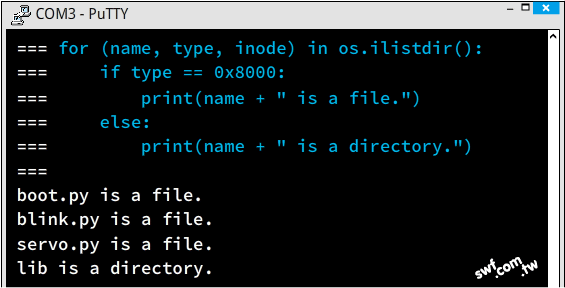 COM3 - PuTTY
=== for (name, type, inode) in os.ilistdir():
===     if type == 0x8000:
===         print(name + " is a file.")
===     else:
===         print(name + " is a directory.")
===
boot.py is a file.
blink.py is a file.
servo.py is a file.
lib is a directory.
swf.com.tw